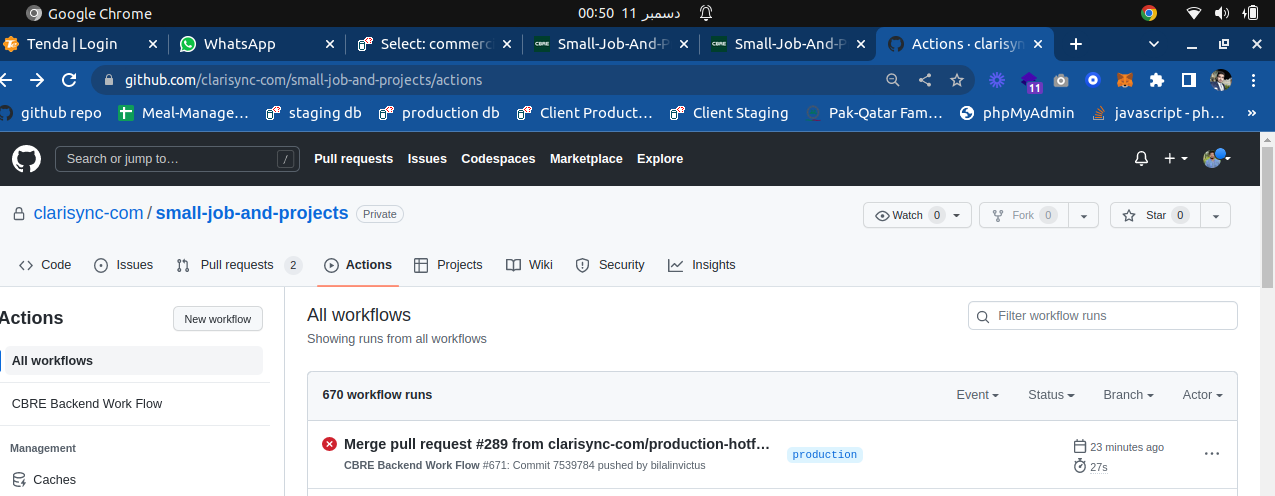 Google Chrome
00:50 11 دسمبر
Tenda | Login
WhatsApp
Select: commerc
Small-Job-And-P
Small-Job-And-P
Actions · clarisyn
github.com/clarisync-com/small-job-and-projects/actions
11
github repo
Meal-Manage...
staging db
production db
Client Product...
Client Staging
Pak-Qatar Fam...
phpMyAdmin
javascript - ph...
»
Search or jump to...
/
Pull requests
Issues
Codespaces
Marketplace
Explore
clarisync-com / small-job-and-projects
Private
Watch 0
Fork 0
Star 0
Code
Issues
Pull requests 2
Actions
Projects
Wiki
Security
Insights
Actions
New workflow
All workflows
CBRE Backend Work Flow
Management
Caches
All workflows
Showing runs from all workflows
Filter workflow runs
670 workflow runs
Event
Status
Branch
Actor
Merge pull request #289 from clarisync-com/production-hotf...
CBRE Backend Work Flow #671: Commit 7539784 pushed by bilalinvictus
production
23 minutes ago
27s